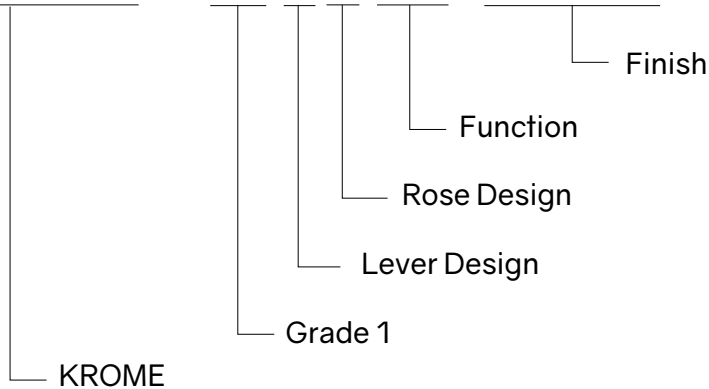 Finish
Function
Rose Design
Lever Design
Grade 1
KROME